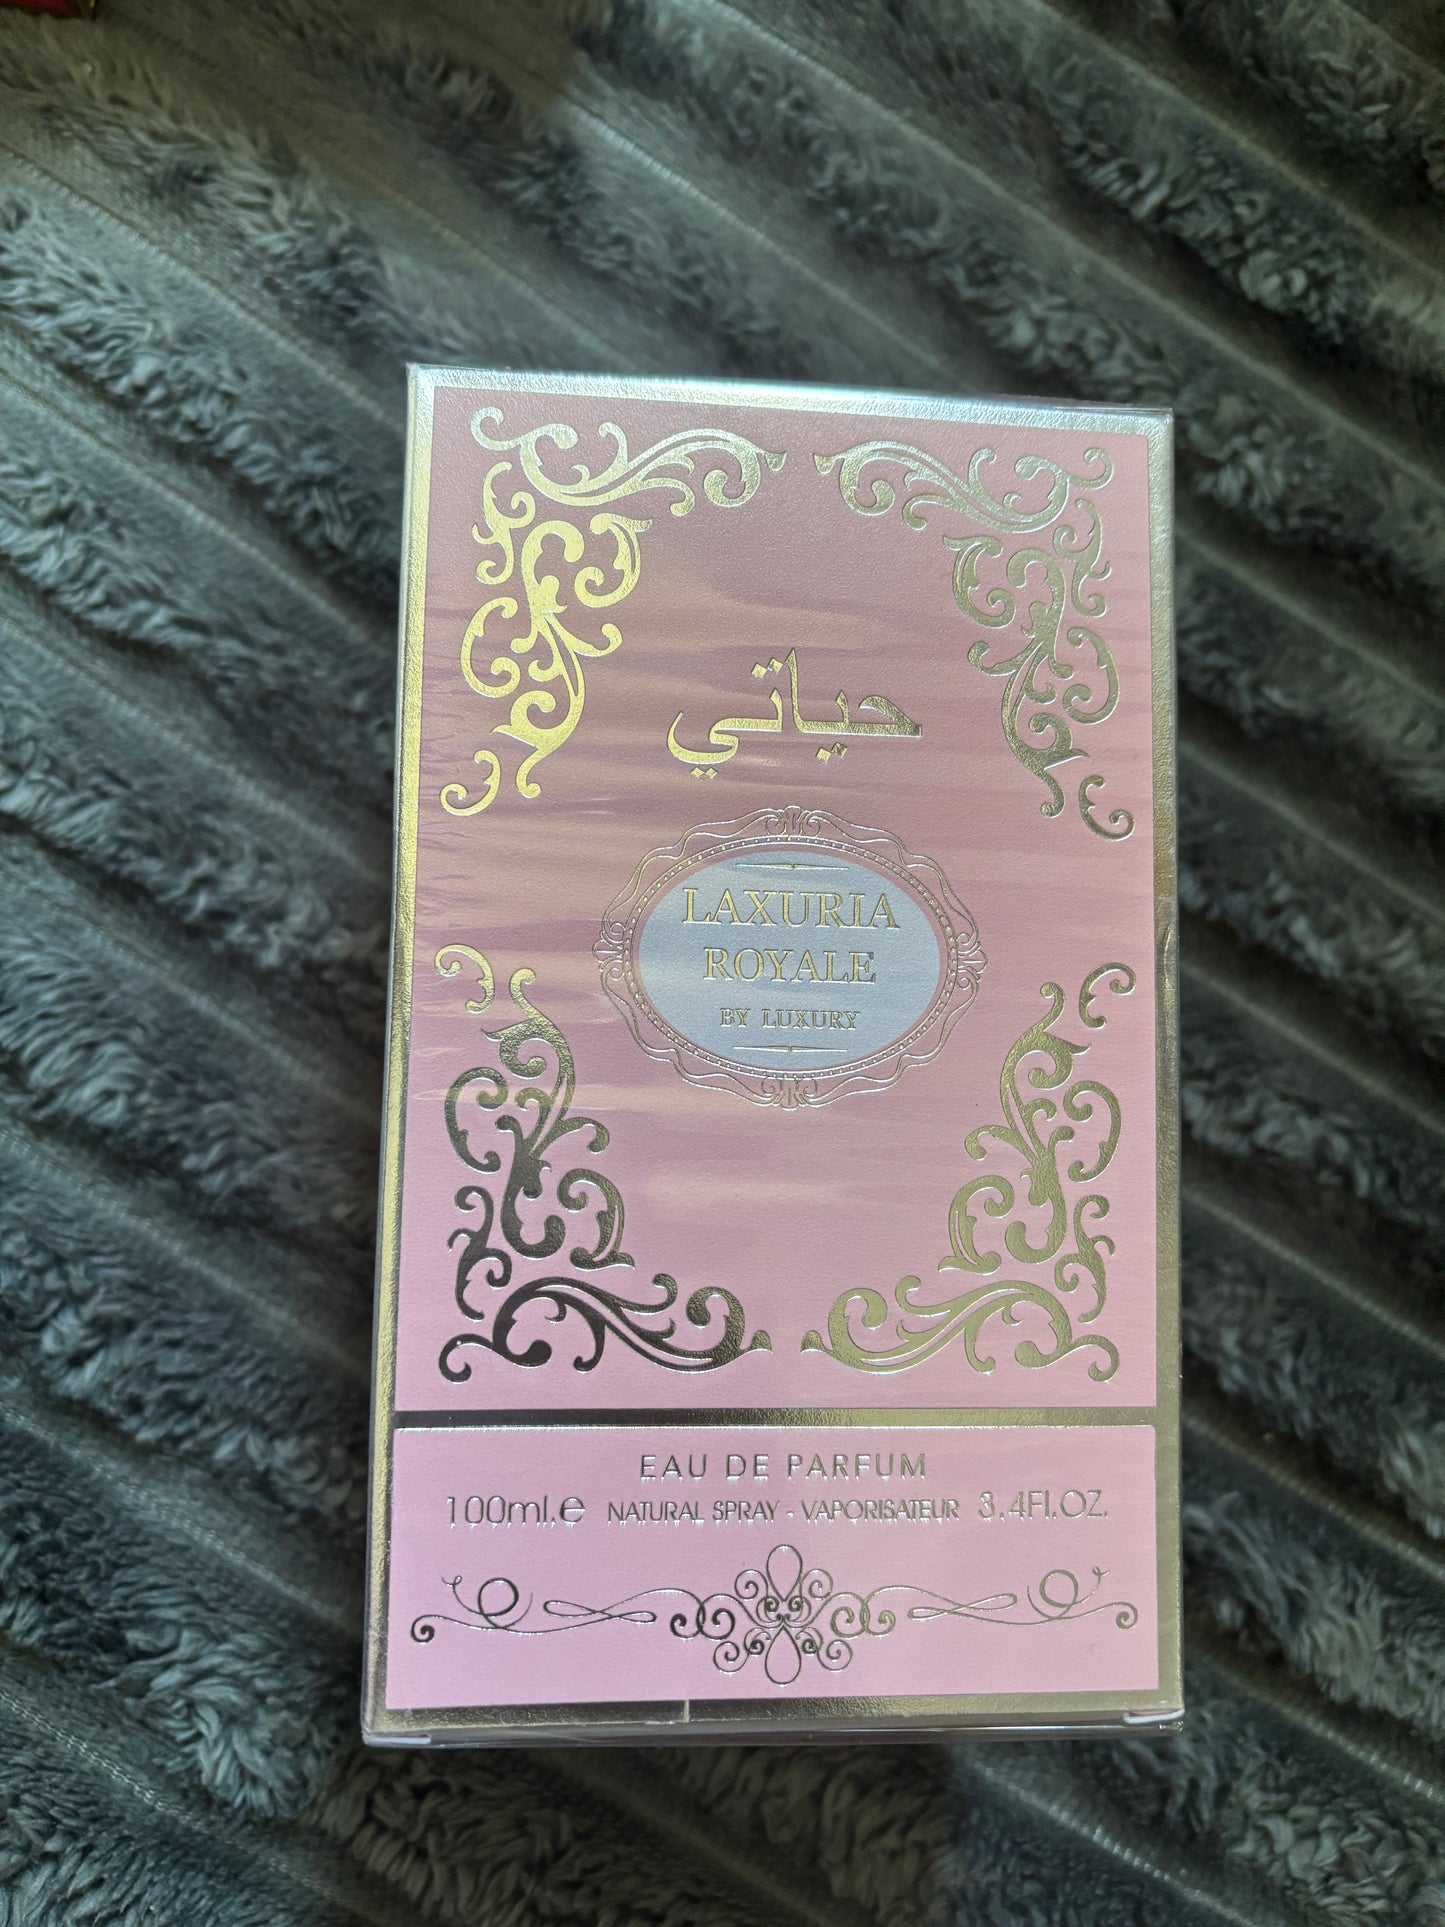 حياتي
LAXURIA
ROYALE
BY LUXURY
EAU DE PARFUM
100ml.e NATURAL SPRAY - VAPORISATEUR 3.4Fl.OZ.